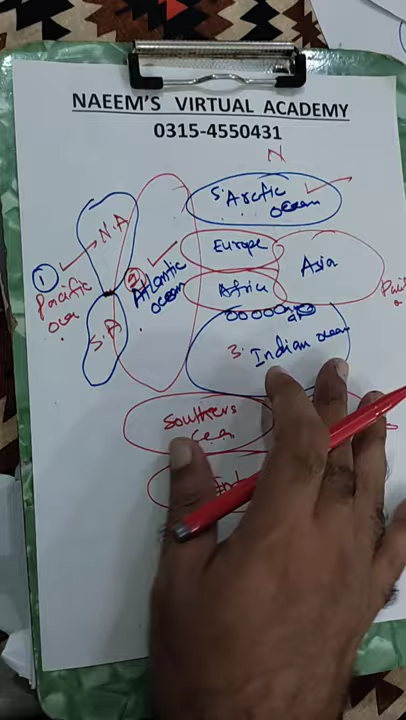 NAEEM'S VIRTUAL ACADEMY
0315-4550431
N
5. Arctic
ocean
N.A
Europe
Asia
1
2
Pacific
Atlantic
ocean
Africa
S.A
3. Indian ocean
Southern